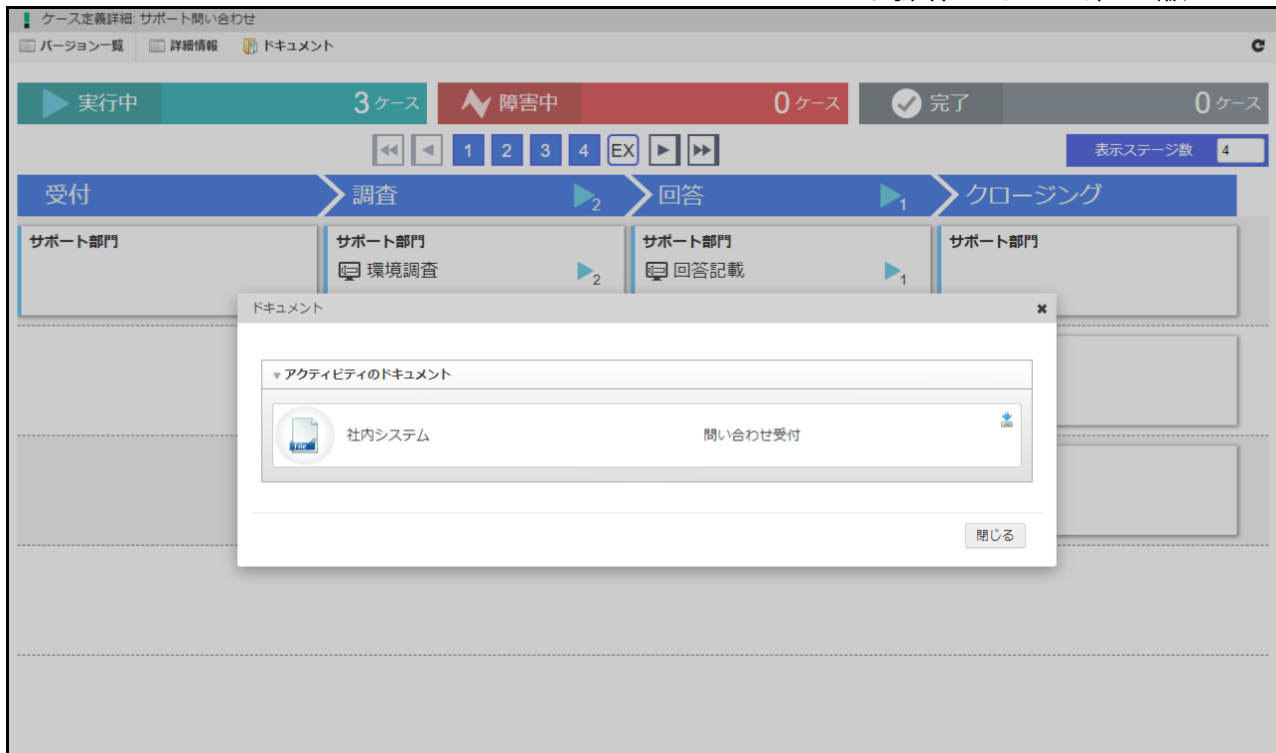 ケース定義詳細: サポート問い合わせ
バージョン一覧 詳細情報 ドキュメント
実行中 3 ケース 障害中 0 ケース 完了 0 ケース
1 2 3 4 EX 表示ステージ数 4
受付 調査 2 回答 1 クロージング
サポート部門 サポート部門 サポート部門 サポート部門
環境調査 2 回答記載 1
ドキュメント
アクティビティのドキュメント
FILE 社内システム 問い合わせ受付
閉じる